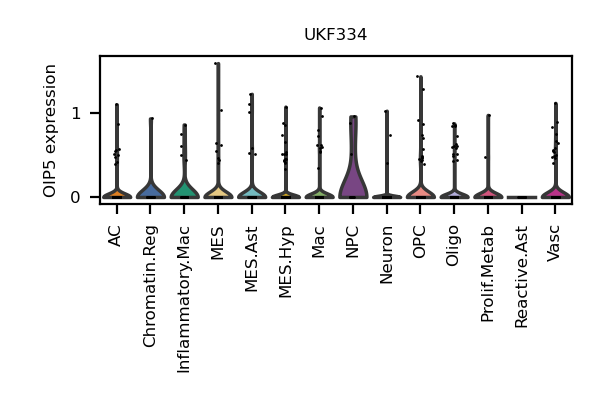 UKF334
OIP5 expression
1
0
AC
Chromatin.Reg
Inflammatory.Mac
MES
MES.Ast
MES.Hyp
Mac
NPC
Neuron
OPC
Oligo
Prolif.Metab
Reactive.Ast
Vasc